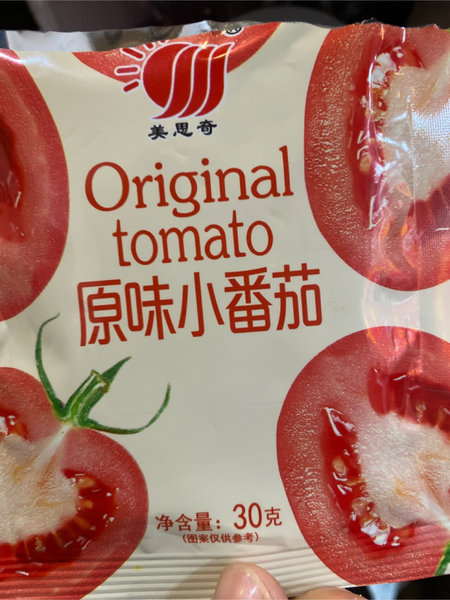 ®
美思奇
Original
tomato
原味小番茄
净含量: 30克
(图案仅供参考)